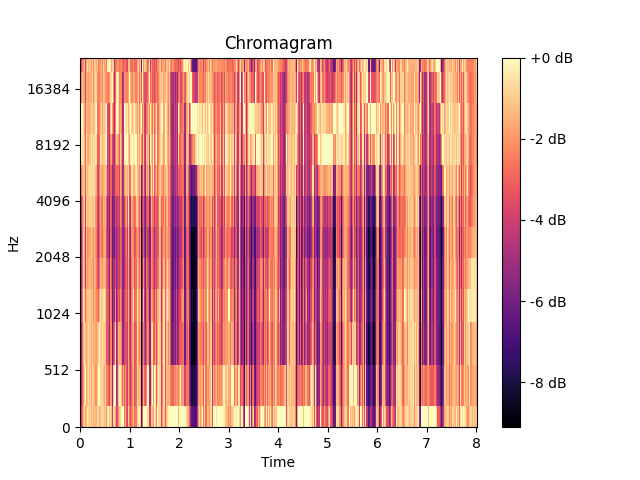 Chromagram
Hz
16384
8192
4096
2048
1024
512
0
0 1 2 3 4 5 6 7 8
Time
+0 dB
-2 dB
-4 dB
-6 dB
-8 dB